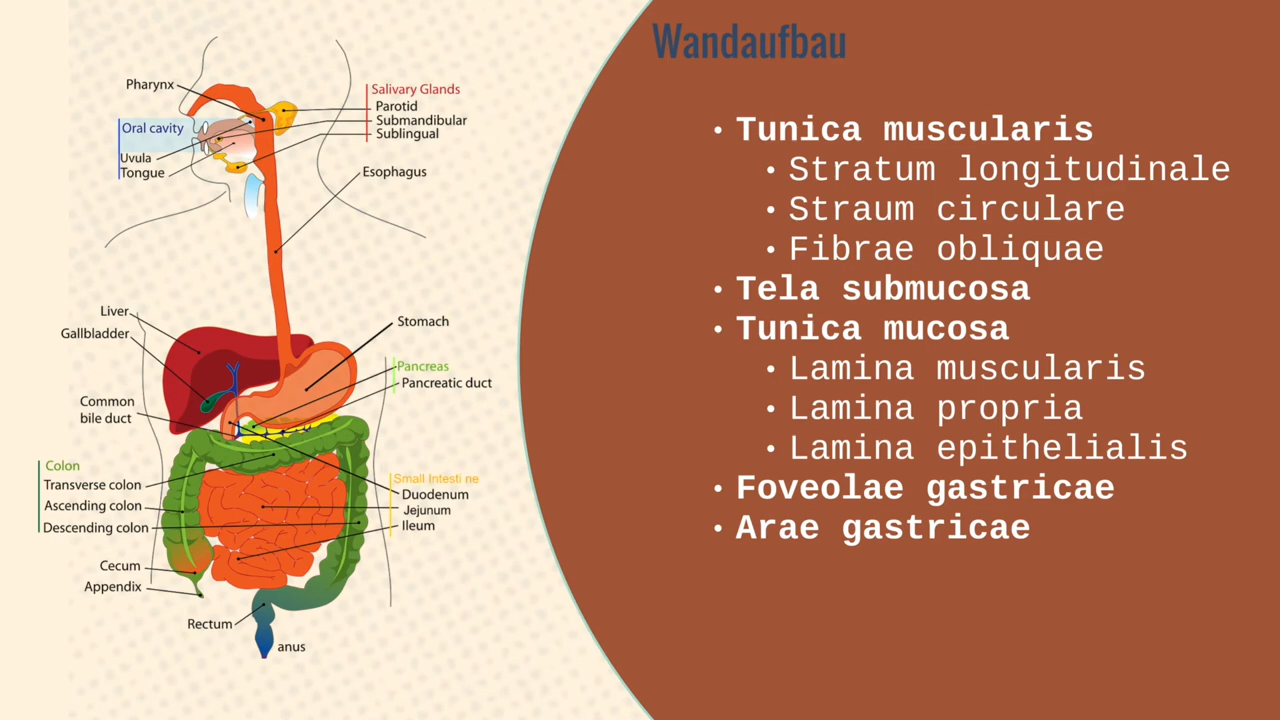 Pharynx
Oral cavity
Uvula
Tongue
Salivary Glands
Parotid
Submandibular
Sublingual
Esophagus
Liver
Gallbladder
Common
bile duct
Stomach
Pancreas
Pancreatic duct
Colon
Transverse colon
Ascending colon
Descending colon
Cecum
Appendix
Rectum
anus
Small Intesti ne
Duodenum
Jejunum
Ileum
Wandaufbau
• Tunica muscularis
• Stratum longitudinale
• Straum circulare
• Fibrae obliquae
• Tela submucosa
• Tunica mucosa
• Lamina muscularis
• Lamina propria
• Lamina epithelialis
• Foveolae gastricae
• Arae gastricae